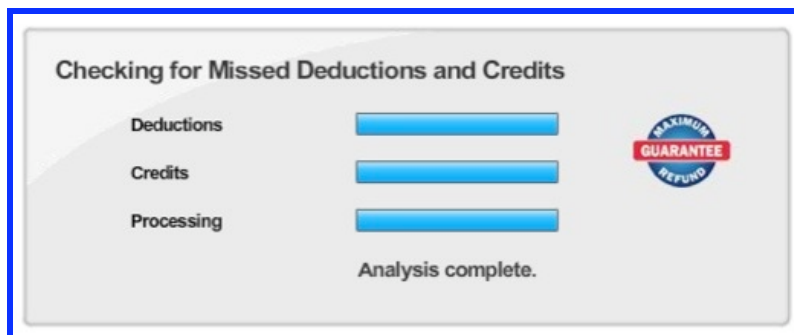 Checking for Missed Deductions and Credits
Deductions
Credits
Processing
MAXIMUM
GUARANTEE
REFUND
Analysis complete.